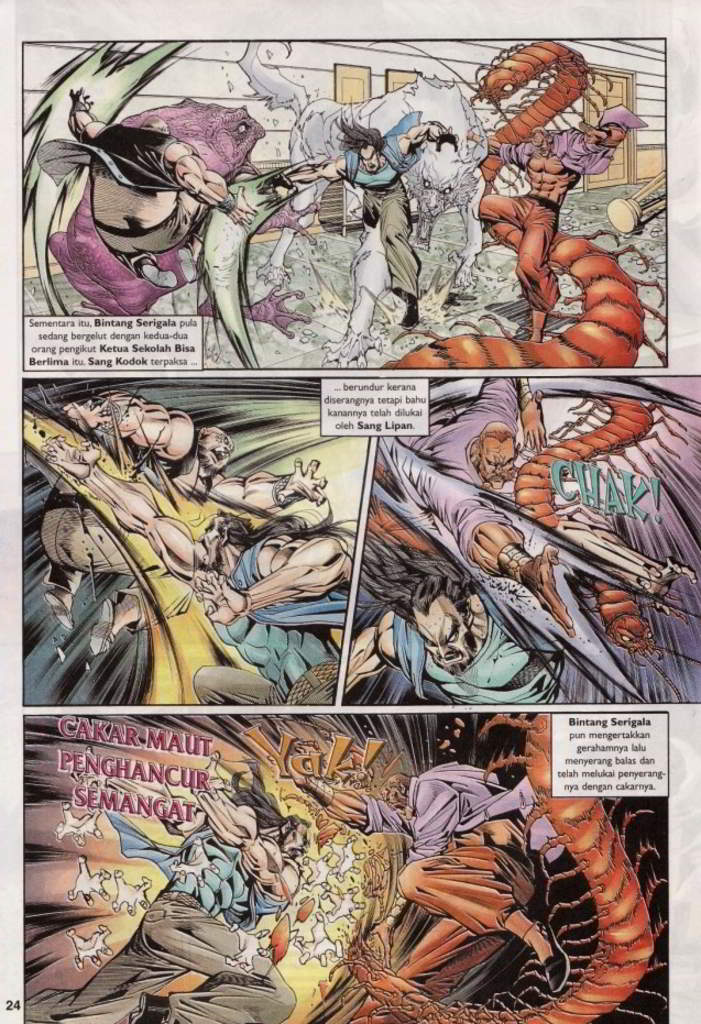 Sementara itu, Bintang Serigala pula
sedang bergelut dengan kedua-dua
orang pengikut Ketua Sekolah Bisa
Berlima itu. Sang Kodok terpaksa ...
... berundur kerana
diserangnya tetapi bahu
kanannya telah dilukai
oleh Sang Lipan.
CHAK!
CAKAR MAUT
PENGHANCUR
SEMANGAT
Yah!
Bintang Serigala
pun mengertakkan
gerahamnya lalu
menyerang balas dan
telah melukai penyerang-
nya dengan cakarnya.
24